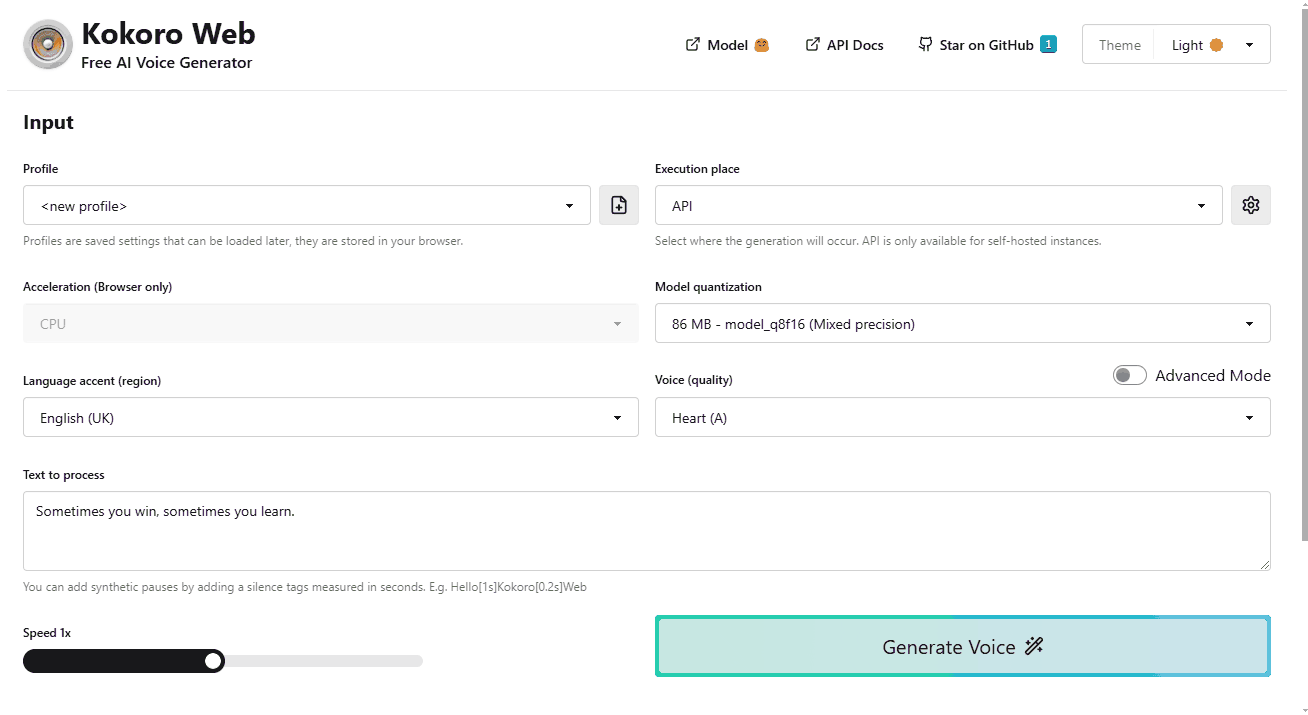 Kokoro Web
Free AI Voice Generator
Model
API Docs
Star on GitHub 1
Theme Light
Input
Profile
<new profile>
Profiles are saved settings that can be loaded later, they are stored in your browser.
Execution place
API
Select where the generation will occur. API is only available for self-hosted instances.
Acceleration (Browser only)
CPU
Model quantization
86 MB - model_q8f16 (Mixed precision)
Language accent (region)
English (UK)
Voice (quality)
Advanced Mode
Heart (A)
Text to process
Sometimes you win, sometimes you learn.
You can add synthetic pauses by adding a silence tags measured in seconds. E.g. Hello[1s]Kokoro[0.2s]Web
Speed 1x
Generate Voice